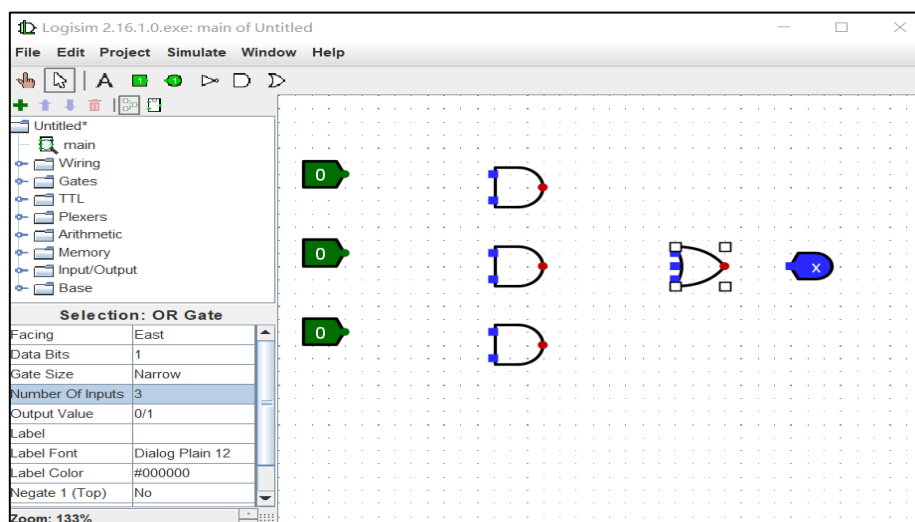 Logisim 2.16.1.0.exe: main of Untitled
File Edit Project Simulate Window Help
A 1 1
Untitled*
main
Wiring
Gates
TTL
Plexers
Arithmetic
Memory
Input/Output
Base
Selection: OR Gate
Facing East
Data Bits 1
Gate Size Narrow
Number Of Inputs 3
Output Value 0/1
Label
Label Font Dialog Plain 12
Label Color #000000
Negate 1 (Top) No
Zoom: 133%
0
0
x
0